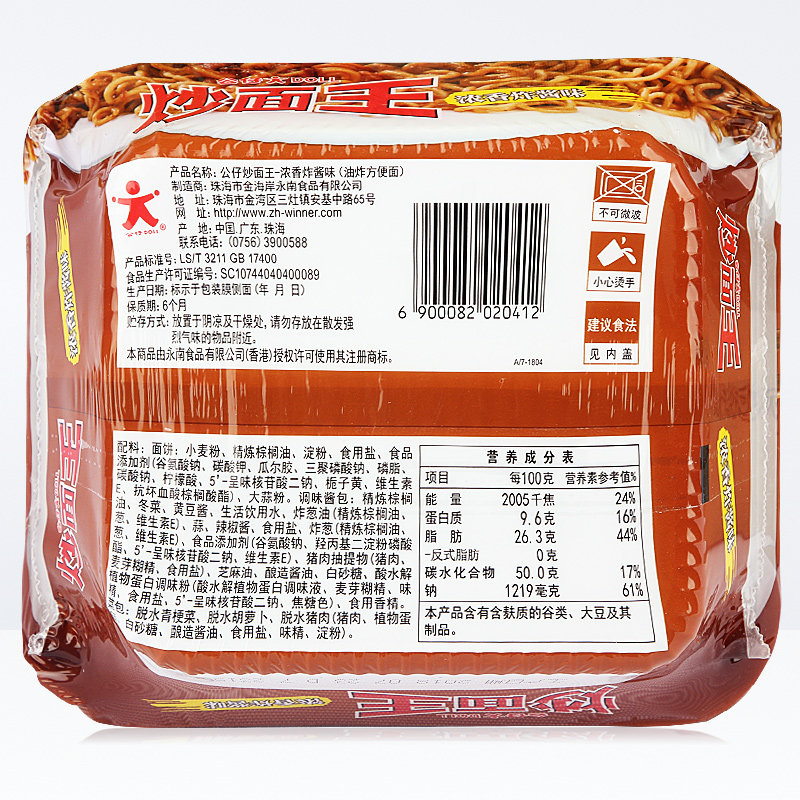 公仔大DOLL
炒面王
浓香炸酱味
产品名称: 公仔炒面王-浓香炸酱味 (油炸方便面)
制造商: 珠海市金海岸永南食品有限公司
地 址: 珠海市金湾区三灶镇安基中路65号
网 址: http://www.zh-winner.com
产 地: 中国.广东.珠海
联系电话: (0756) 3900588
产品标准号: LS/T 3211 GB 17400
食品生产许可证编号: SC10744040400089
生产日期: 标示于包装膜侧面(年 月 日)
保质期: 6个月
贮存方式: 放置于阴凉及干燥处, 请勿存放在散发强
烈气味的物品附近。
本商品由永南食品有限公司(香港)授权许可使用其注册商标。
6 900082 020412
A/7-1804
不可微波
小心烫手
建议食法
见内盖
配料: 面饼: 小麦粉、精炼棕榈油、淀粉、食用盐、食品
添加剂(谷氨酸钠、碳酸钾、瓜尔胶、三聚磷酸钠、磷脂、
碳酸钠、柠檬酸、5'-呈味核苷酸二钠、栀子黄、维生素
E、抗坏血酸棕榈酸酯)、大蒜粉。调味酱包: 精炼棕榈
油、冬菜、黄豆酱、生活饮用水、炸葱油(精炼棕榈油、
葱、维生素E)、蒜、辣椒酱、食用盐、炸葱(精炼棕榈油、
葱、维生素E)、食品添加剂(谷氨酸钠、羟丙基二淀粉磷酸
酯、5'-呈味核苷酸二钠、维生素E)、猪肉抽提物(猪肉、
麦芽糊精、食用盐)、芝麻油、酿造酱油、白砂糖、酸水解
植物蛋白调味粉(酸水解植物蛋白调味液、麦芽糊精、味
精、食用盐、5'-呈味核苷酸二钠、焦糖色)、食用香精。
菜包: 脱水青梗菜、脱水胡萝卜、脱水猪肉(猪肉、植物蛋
白、白砂糖、酿造酱油、食用盐、味精、淀粉)。
营养成分表
项目 每100克 营养素参考值%
能 量 2005千焦 24%
蛋白质 9.6克 16%
脂 肪 26.3克 44%
-反式脂肪 0克
碳水化合物 50.0克 17%
钠 1219毫克 61%
本产品含有含麸质的谷类、大豆及其
制品。
炒面王
浓香炸酱味
炒面王
炒面王
浓香炸酱味